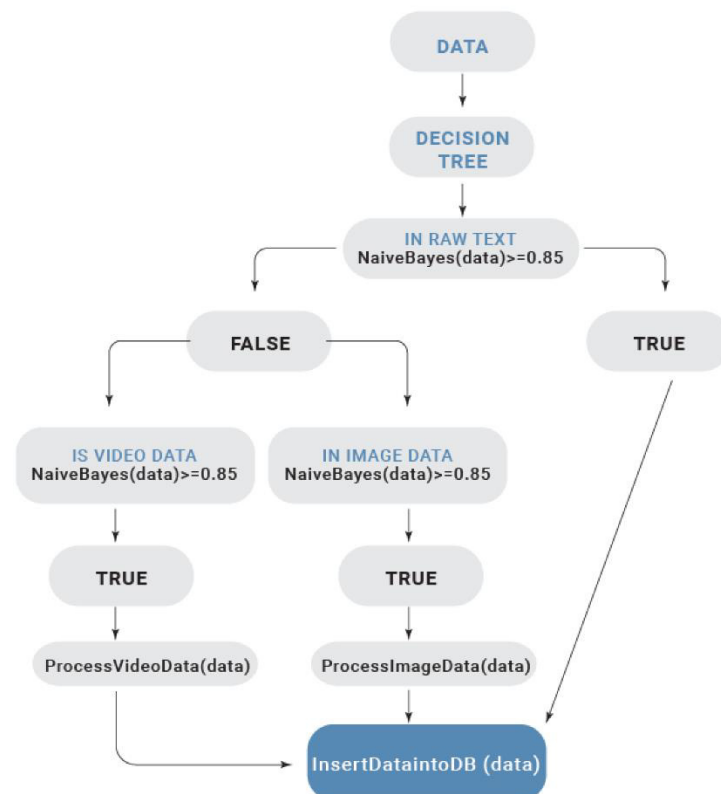 DATA
DECISION
TREE
IN RAW TEXT
NaiveBayes(data)>=0.85
FALSE
TRUE
IS VIDEO DATA
NaiveBayes(data)>=0.85
IN IMAGE DATA
NaiveBayes(data)>=0.85
TRUE
TRUE
ProcessVideoData(data)
ProcessImageData(data)
InsertDataintoDB (data)